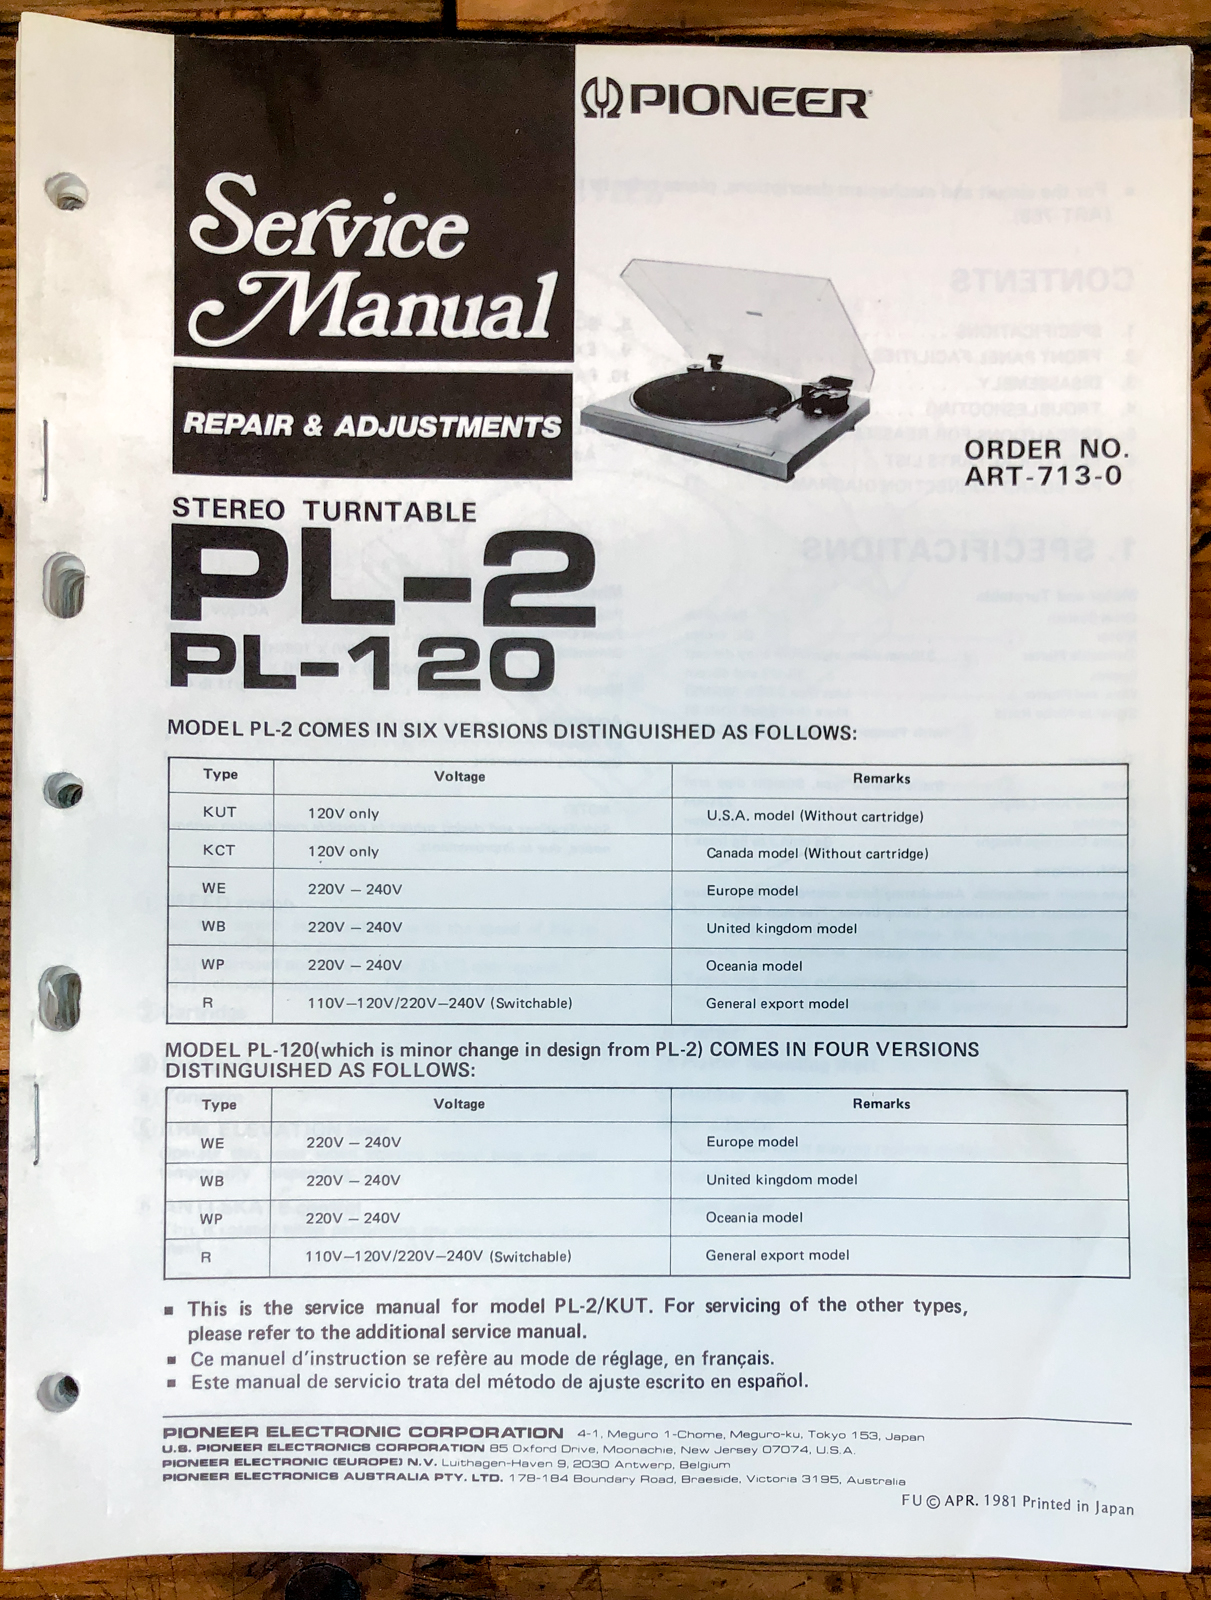 PIONEER
Service
Manual
REPAIR & ADJUSTMENTS
ORDER NO.
ART-713-0
STEREO TURNTABLE
PL-2
PL-120
MODEL PL-2 COMES IN SIX VERSIONS DISTINGUISHED AS FOLLOWS:
Type Voltage Remarks
KUT 120V only U.S.A. model (Without cartridge)
KCT 120V only Canada model (Without cartridge)
WE 220V – 240V Europe model
WB 220V – 240V United kingdom model
WP 220V – 240V Oceania model
R 110V–120V/220V–240V (Switchable) General export model
MODEL PL-120(which is minor change in design from PL-2) COMES IN FOUR VERSIONS
DISTINGUISHED AS FOLLOWS:
Type Voltage Remarks
WE 220V – 240V Europe model
WB 220V – 240V United kingdom model
WP 220V – 240V Oceania model
R 110V–120V/220V–240V (Switchable) General export model
▪ This is the service manual for model PL-2/KUT. For servicing of the other types,
please refer to the additional service manual.
▪ Ce manuel d'instruction se refère au mode de réglage, en français.
▪ Este manual de servicio trata del método de ajuste escrito en español.
PIONEER ELECTRONIC CORPORATION 4-1, Meguro 1-Chome, Meguro-ku, Tokyo 153, Japan
U.S. PIONEER ELECTRONICS CORPORATION 85 Oxford Drive, Moonachie, New Jersey 07074, U.S.A.
PIONEER ELECTRONIC (EUROPE) N.V. Luithagen-Haven 9, 2030 Antwerp, Belgium
PIONEER ELECTRONICS AUSTRALIA PTY. LTD. 178-184 Boundary Road, Braeside, Victoria 3195, Australia
FU © APR. 1981 Printed in Japan